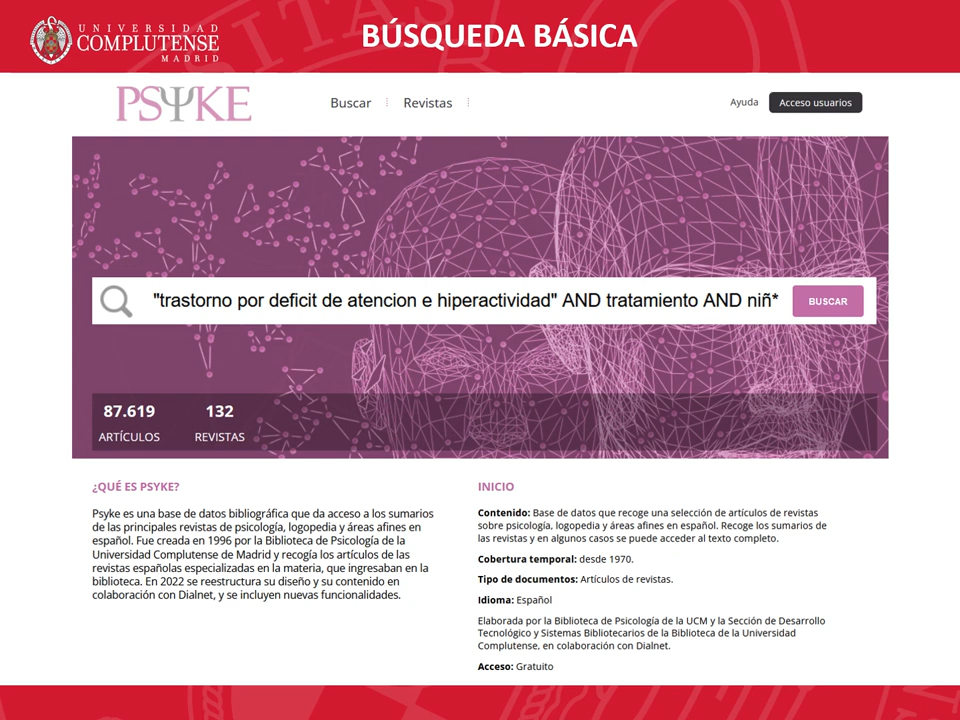 UNIVERSIDAD
COMPLUTENSE
MADRID
BÚSQUEDA BÁSICA
PSYKE
Buscar
Revistas
Ayuda
Acceso usuarios
"trastorno por deficit de atencion e hiperactividad" AND tratamiento AND niñ*
BUSCAR
87.619
132
ARTÍCULOS
REVISTAS
¿QUÉ ES PSYKE?
Psyke es una base de datos bibliográfica que da acceso a los sumarios
de las principales revistas de psicología, logopedia y áreas afines en
español. Fue creada en 1996 por la Biblioteca de Psicología de la
Universidad Complutense de Madrid y recogía los artículos de las
revistas españolas especializadas en la materia, que ingresaban en la
biblioteca. En 2022 se reestructura su diseño y su contenido en
colaboración con Dialnet, y se incluyen nuevas funcionalidades.
INICIO
Contenido: Base de datos que recoge una selección de artículos de revistas
sobre psicología, logopedia y áreas afines en español. Recoge los sumarios de
las revistas y en algunos casos se puede acceder al texto completo.
Cobertura temporal: desde 1970.
Tipo de documentos: Artículos de revistas.
Idioma: Español
Elaborada por la Biblioteca de Psicología de la UCM y la Sección de Desarrollo
Tecnológico y Sistemas Bibliotecarios de la Biblioteca de la Universidad
Complutense, en colaboración con Dialnet.
Acceso: Gratuito